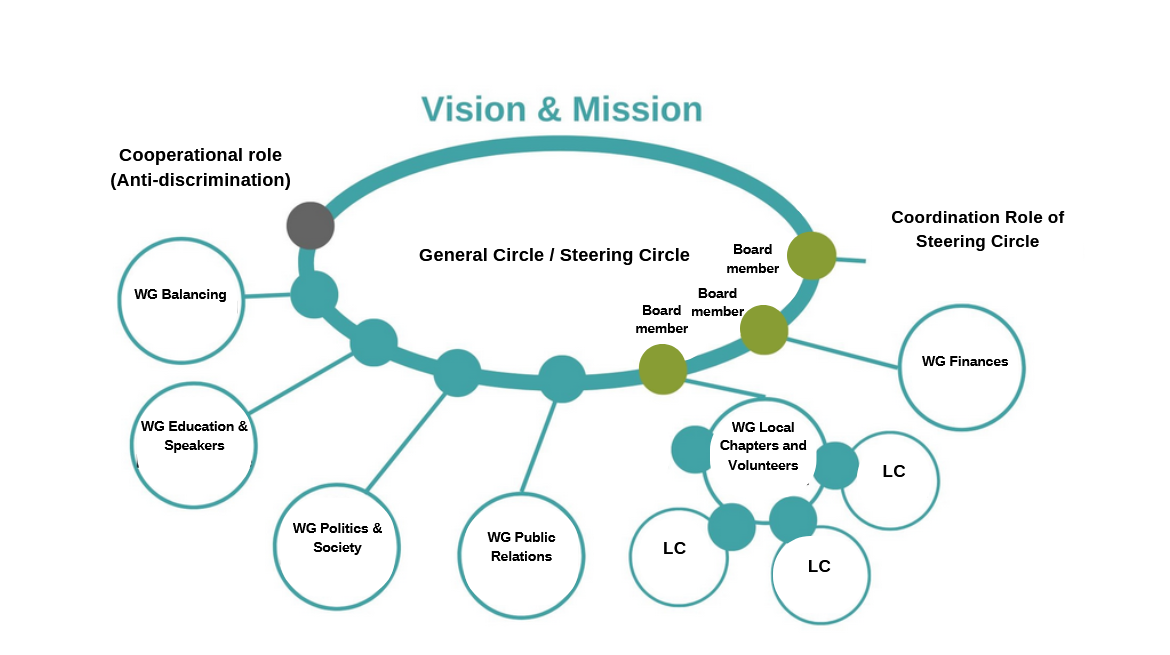 Vision & Mission
Cooperational role
(Anti-discrimination)
Coordination Role of
Steering Circle
General Circle / Steering Circle
Board
member
Board
member
Board
member
WG Balancing
WG Finances
WG Education &
Speakers
WG Local
Chapters and
Volunteers
LC
WG Politics &
Society
WG Public
Relations
LC
LC